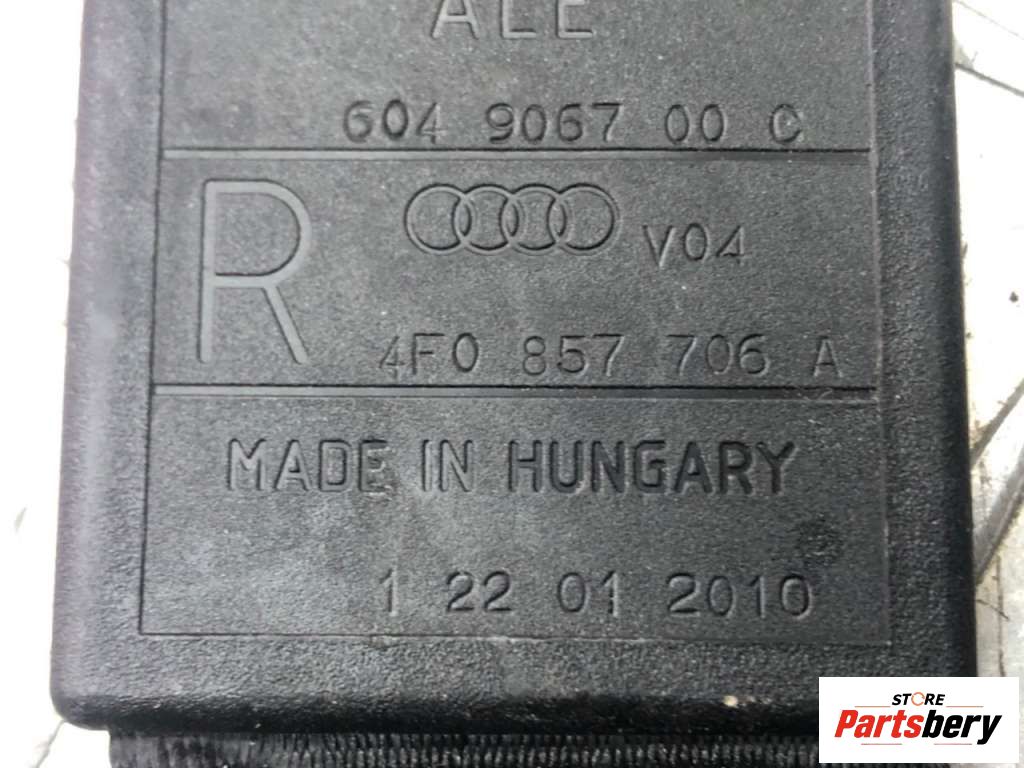 ALE
604 9067 00 C
R
V04
4F0 857 706 A
MADE IN HUNGARY
1 22 01 2010
STORE
Partsbery